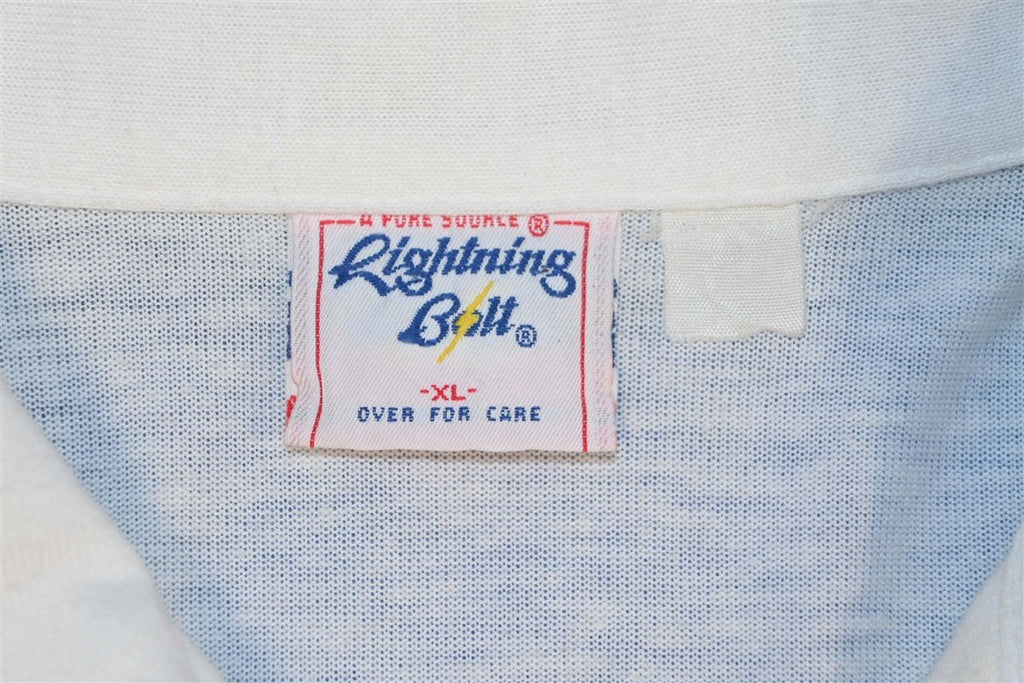 A PURE SOURCE ®
Lightning
Bolt ®
-XL-
OVER FOR CARE